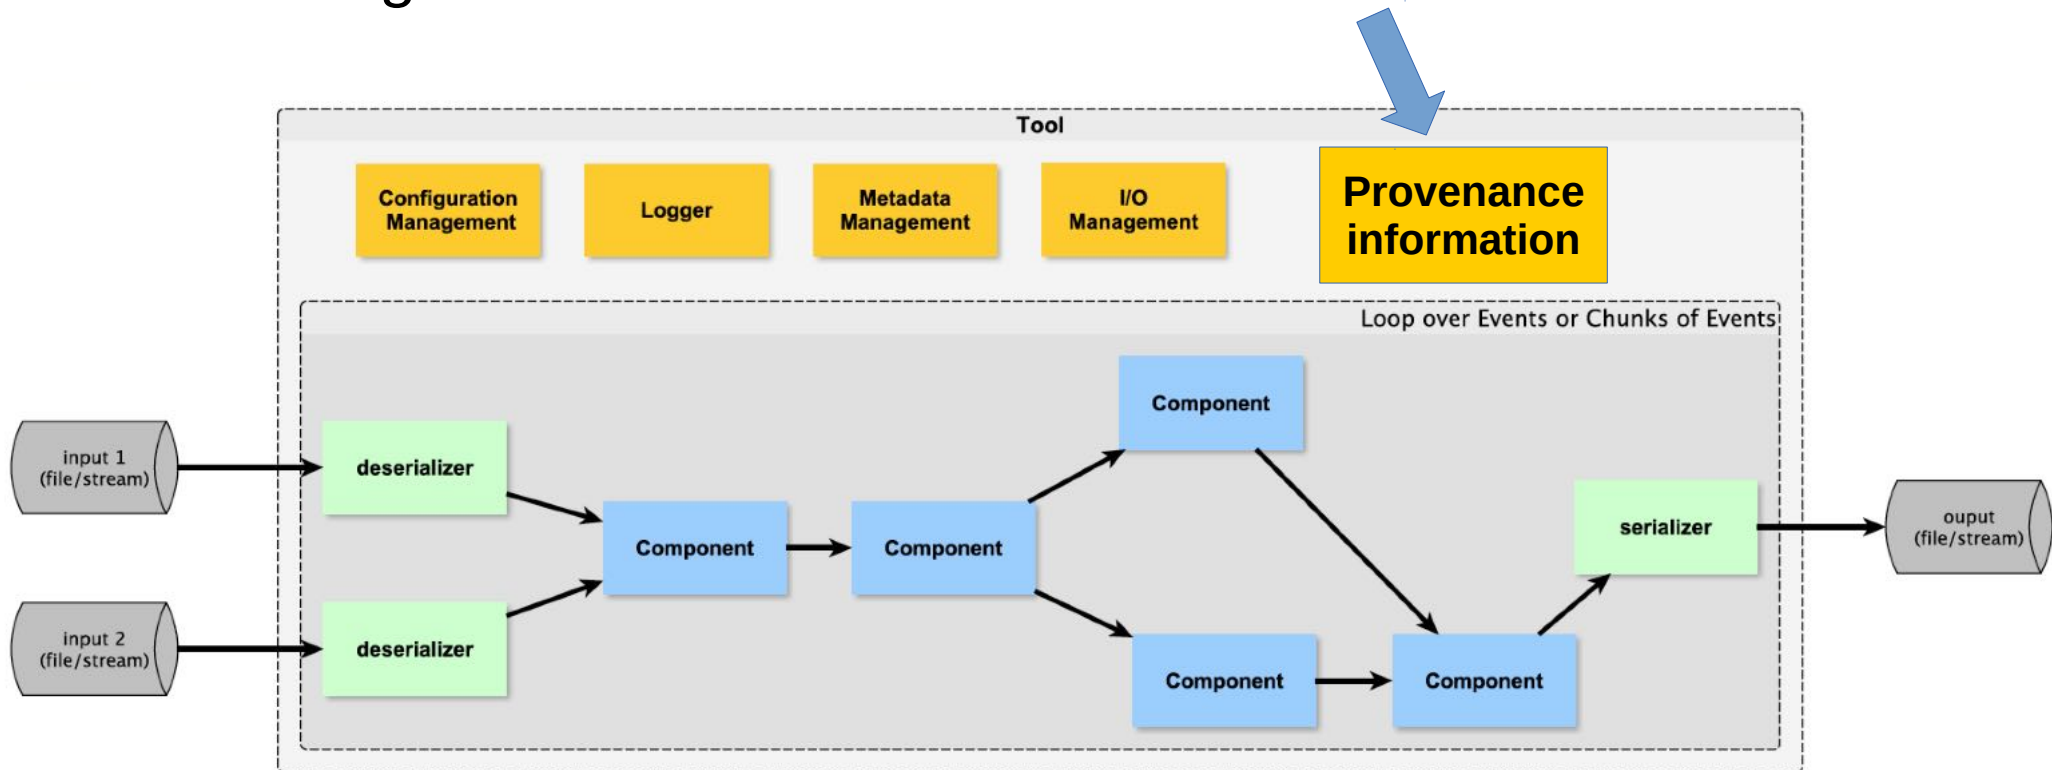 Tool
Configuration
Management
Logger
Metadata
Management
I/O
Management
Provenance
information
Loop over Events or Chunks of Events
Component
input 1
(file/stream)
deserializer
serializer
ouput
(file/stream)
Component
Component
input 2
(file/stream)
deserializer
Component
Component